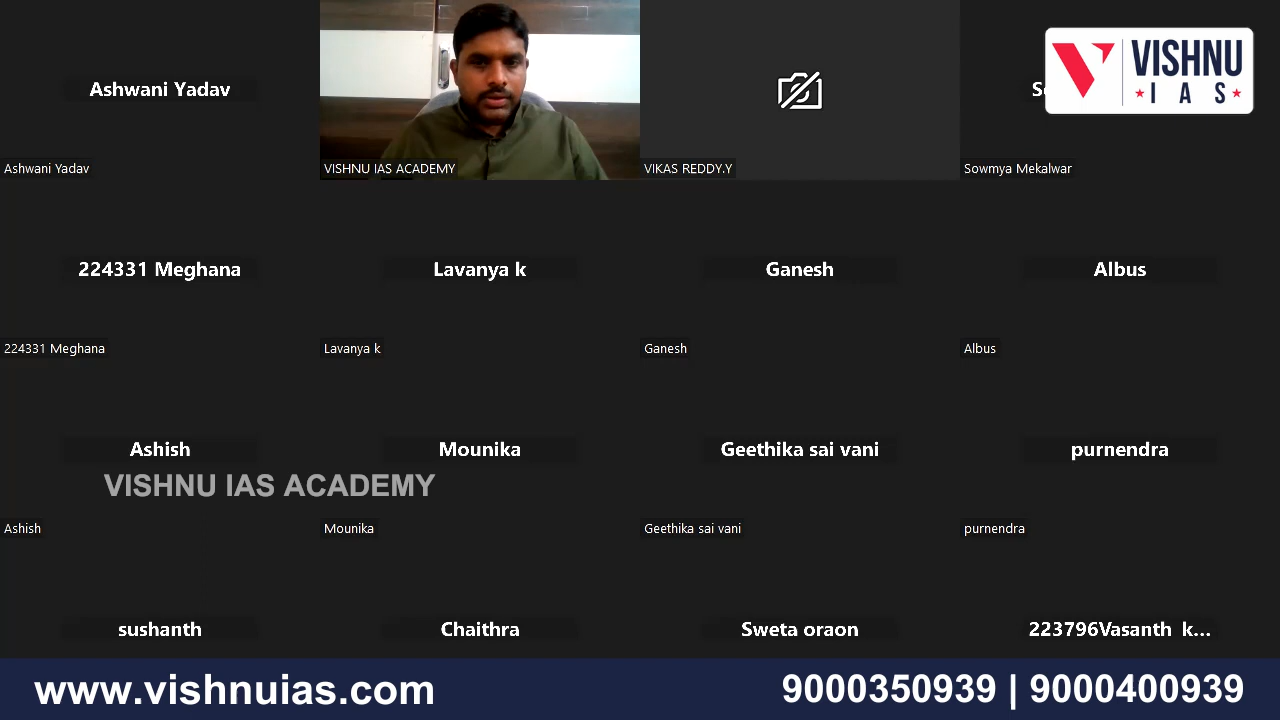 Ashwani Yadav
VISHNU
I A S
Ashwani Yadav
VISHNU IAS ACADEMY
VIKAS REDDY.Y
Sowmya Mekalwar
224331 Meghana
Lavanya k
Ganesh
Albus
224331 Meghana
Lavanya k
Ganesh
Albus
Ashish
Mounika
Geethika sai vani
purnendra
VISHNU IAS ACADEMY
Ashish
Mounika
Geethika sai vani
purnendra
sushanth
Chaithra
Sweta oraon
223796Vasanth k...
www.vishnuias.com
9000350939 | 9000400939